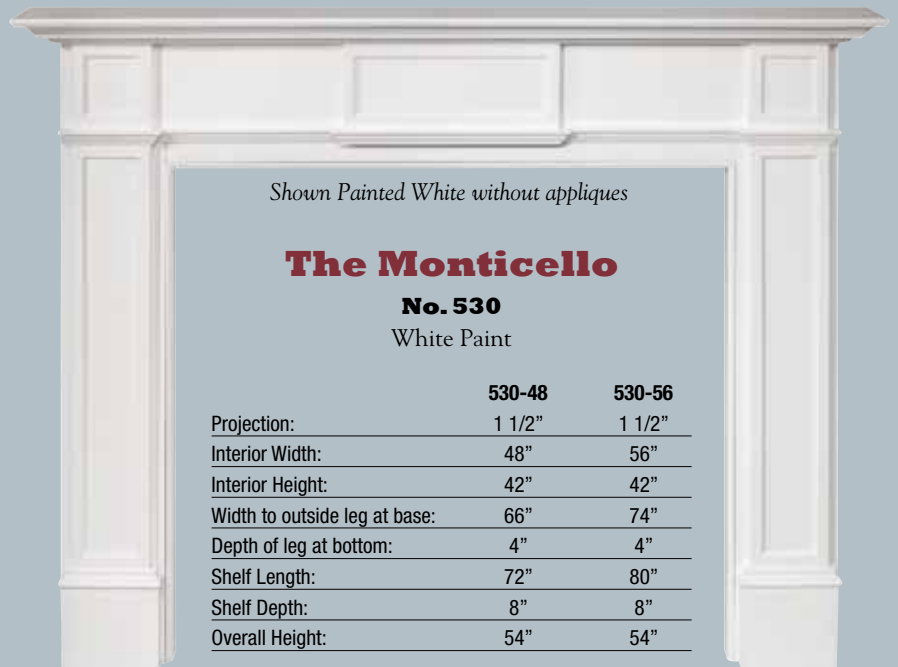 Shown Painted White without appliques
The Monticello
No. 530
White Paint
530-48 530-56
Projection: 1 1/2” 1 1/2”
Interior Width: 48” 56”
Interior Height: 42” 42”
Width to outside leg at base: 66” 74”
Depth of leg at bottom: 4” 4”
Shelf Length: 72” 80”
Shelf Depth: 8” 8”
Overall Height: 54” 54”